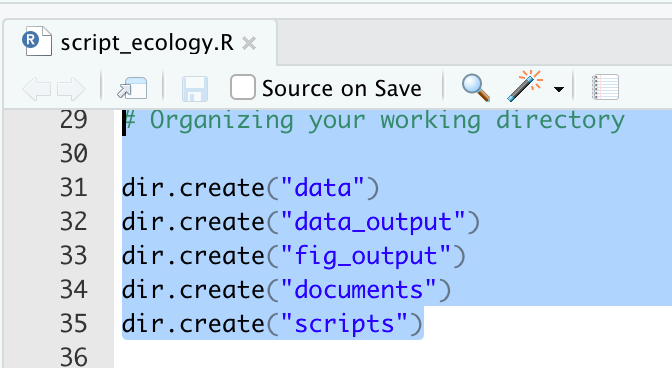 R script_ecology.R
Source on Save
29 # Organizing your working directory
30
31 dir.create("data")
32 dir.create("data_output")
33 dir.create("fig_output")
34 dir.create("documents")
35 dir.create("scripts")
36